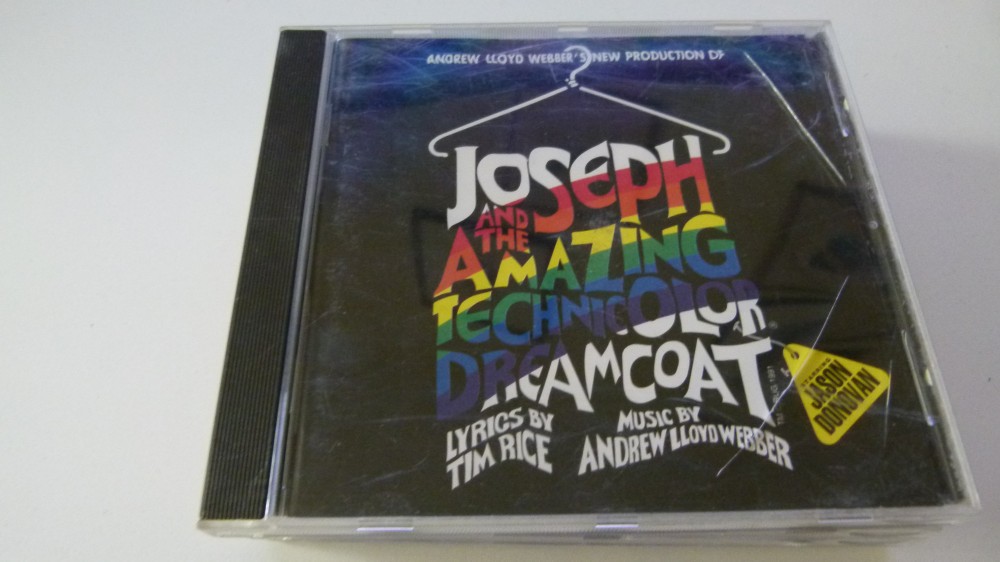 ANDREW LLOYD WEBBER'S NEW PRODUCTION OF
JOSEPH
AND
THE
AMAZING
TECHNICOLOR
DREAMCOAT
LYRICS BY
TIM RICE
MUSIC BY
ANDREW LLOYD WEBBER
STARRING
JASON
DONOVAN